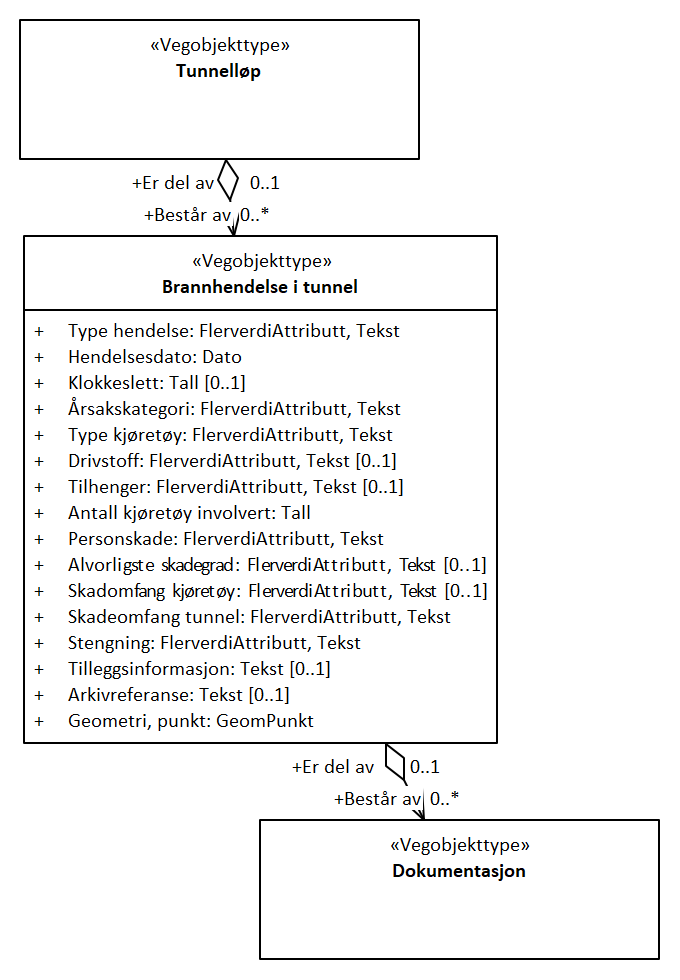 «Vegobjekttype»
Tunnelløp
+Er del av 0..1
+Består av 0..*
«Vegobjekttype»
Brannhendelse i tunnel
+ Type hendelse: FlerverdiAttributt, Tekst
+ Hendelsesdato: Dato
+ Klokkeslett: Tall [0..1]
+ Årsakskategori: FlerverdiAttributt, Tekst
+ Type kjøretøy: FlerverdiAttributt, Tekst
+ Drivstoff: FlerverdiAttributt, Tekst [0..1]
+ Tilhenger: FlerverdiAttributt, Tekst [0..1]
+ Antall kjøretøy involvert: Tall
+ Personskade: FlerverdiAttributt, Tekst
+ Alvorligste skadegrad: FlerverdiAttributt, Tekst [0..1]
+ Skadomfang kjøretøy: FlerverdiAttributt, Tekst [0..1]
+ Skadeomfang tunnel: FlerverdiAttributt, Tekst
+ Stengning: FlerverdiAttributt, Tekst
+ Tilleggsinformasjon: Tekst [0..1]
+ Arkivreferanse: Tekst [0..1]
+ Geometri, punkt: GeomPunkt
+Er del av 0..1
+Består av 0..*
«Vegobjekttype»
Dokumentasjon